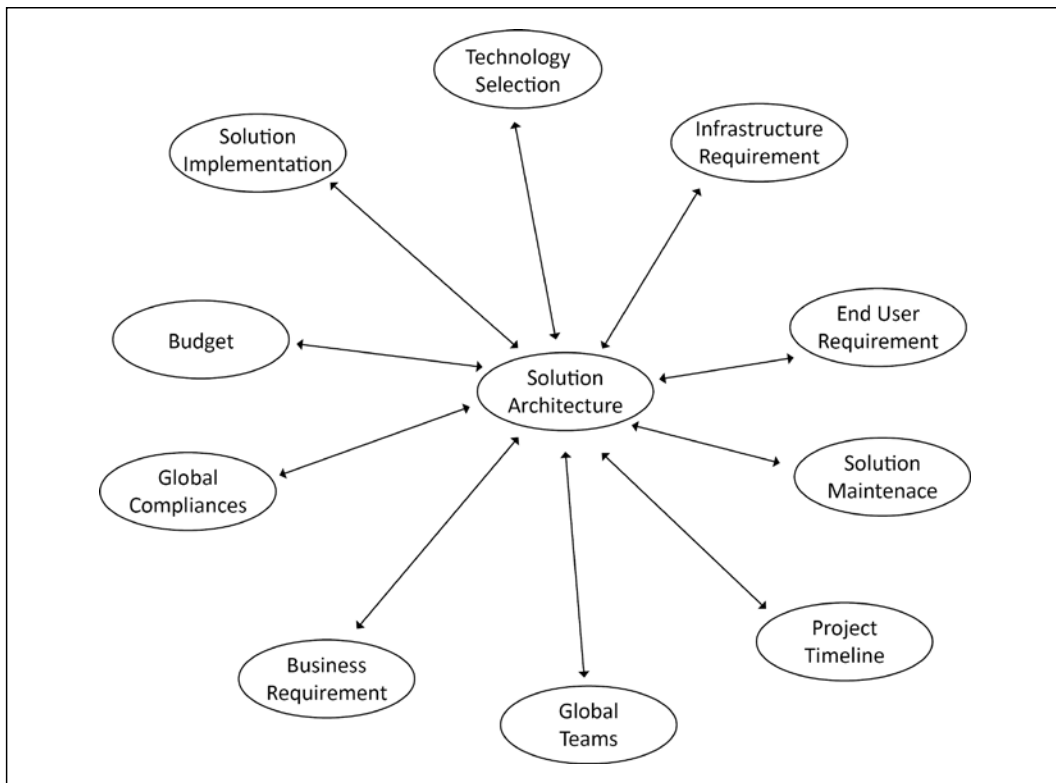 Technology
Selection
Infrastructure
Requirement
Solution
Implementation
End User
Requirement
Budget
Solution
Architecture
Solution
Maintenace
Global
Compliances
Project
Timeline
Business
Requirement
Global
Teams